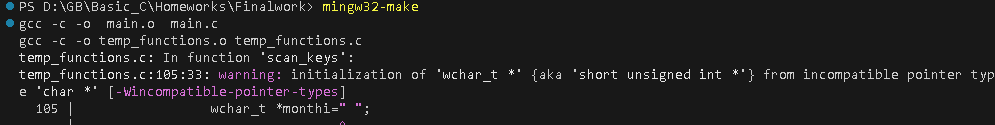 PS D:\GB\Basic_C\Homeworks\Finalwork> mingw32-make
gcc -c -o  main.o  main.c
gcc -c -o temp_functions.o temp_functions.c
temp_functions.c: In function 'scan_keys':
temp_functions.c:105:33: warning: initialization of 'wchar_t *' {aka 'short unsigned int *'} from incompatible pointer typ
e 'char *' [-Wincompatible-pointer-types]
  105 |                 wchar_t *monthi=" ";
      |                                 ^